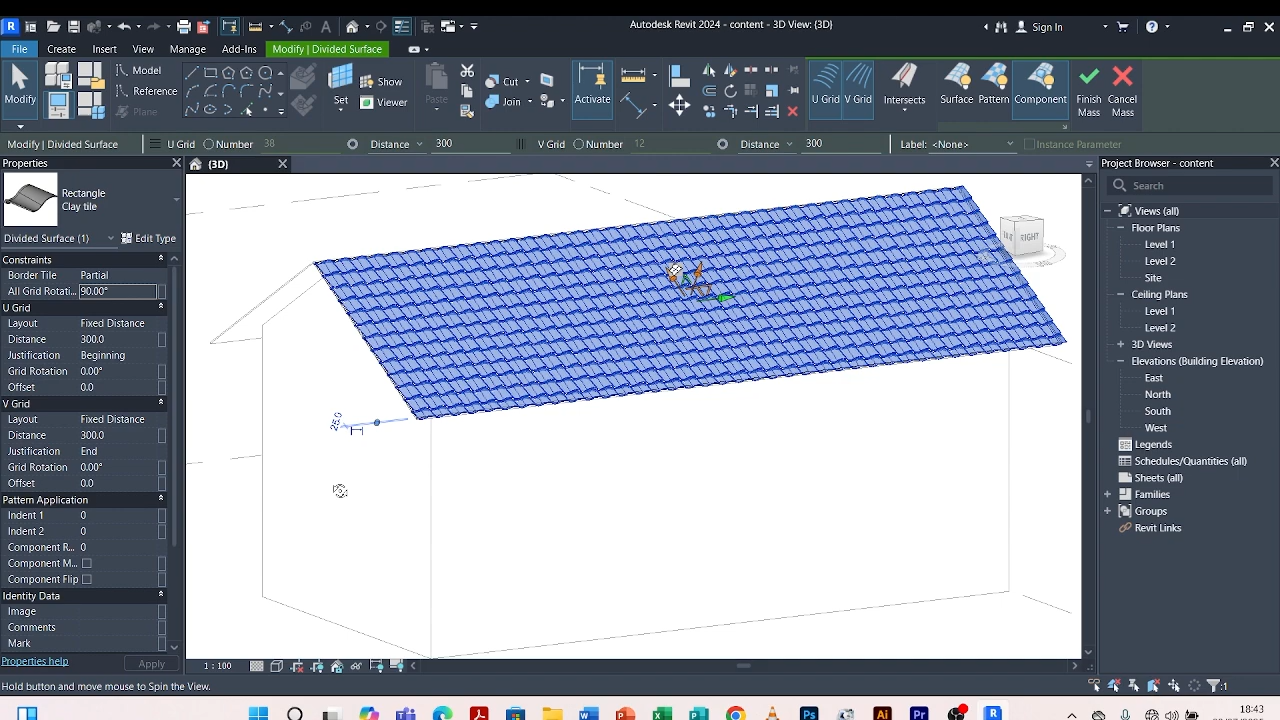 Autodesk Revit 2024 - content - 3D View: {3D}
Sign In
File Create Insert View Manage Add-Ins Modify | Divided Surface
Modify
Model
Reference
Plane
Set
Show
Viewer
Paste
Cut
Join
Activate
U Grid V Grid
Intersects
Surface Pattern Component
Finish Mass
Cancel Mass
Modify | Divided Surface U Grid Number 38 Distance 300 V Grid Number 12 Distance 300 Label: <None> Instance Parameter
Properties
{3D}
Project Browser - content
Rectangle
Clay tile
Divided Surface (1) Edit Type
Constraints
Border Tile Partial
All Grid Rotati... 90.00°
U Grid
Layout Fixed Distance
Distance 300.0
Justification Beginning
Grid Rotation 0.00°
Offset 0.0
V Grid
Layout Fixed Distance
Distance 300.0
Justification End
Grid Rotation 0.00°
Offset 0.0
Pattern Application
Indent 1 0
Indent 2 0
Component R... 0
Component M...
Component Flip
Identity Data
Image
Comments
Mark
Properties help Apply
RIGHT
Search
Views (all)
Floor Plans
Level 1
Level 2
Site
Ceiling Plans
Level 1
Level 2
3D Views
Elevations (Building Elevation)
East
North
South
West
Legends
Schedules/Quantities (all)
Sheets (all)
Families
Groups
Revit Links
1 : 100
Hold button and move mouse to Spin the View.
:1
18:43